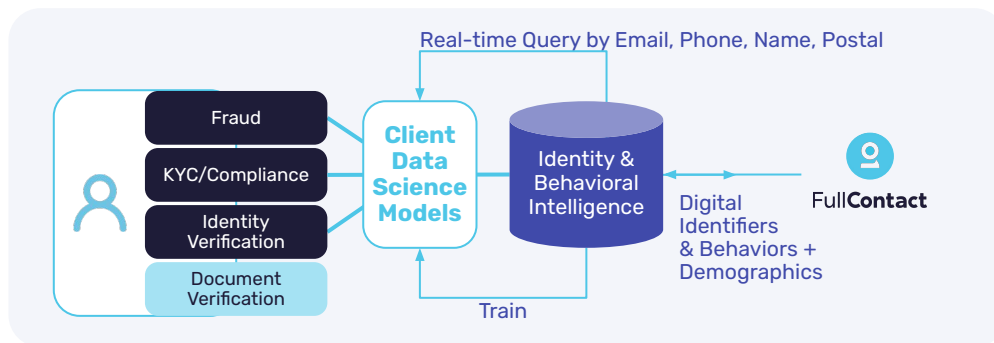 Real-time Query by Email, Phone, Name, Postal
Fraud
KYC/Compliance
Identity
Verification
Document
Verification
Client
Data
Science
Models
Identity &
Behavioral
Intelligence
Train
Digital
Identifiers
& Behaviors +
Demographics
FullContact